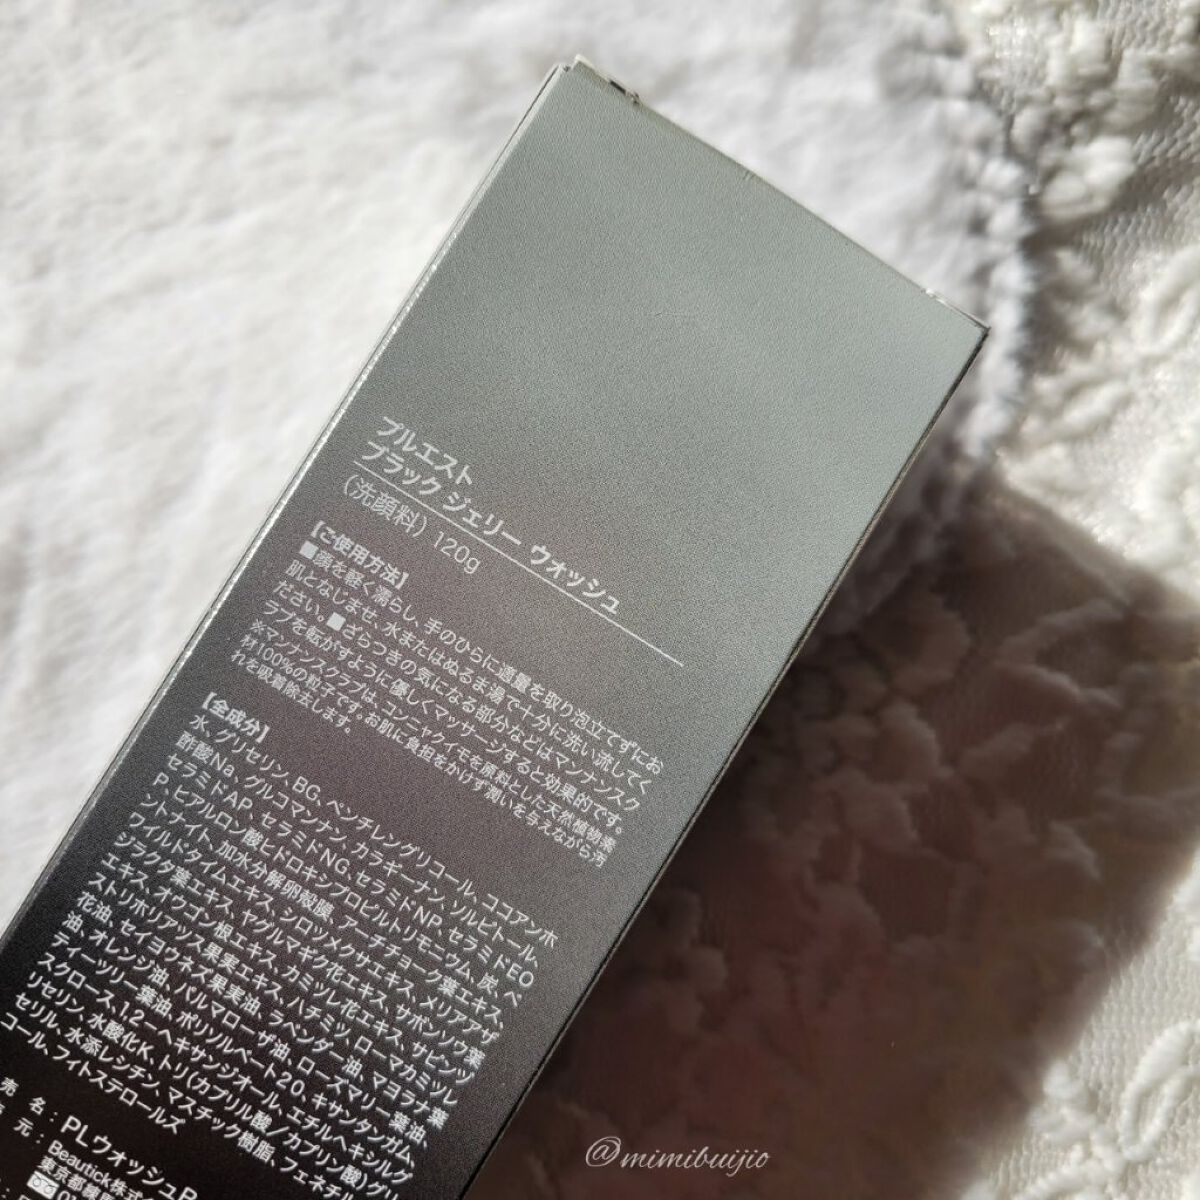 プルエスト
ブラック ジェリー ウォッシュ
(洗顔料) 120g
【ご使用方法】
■顔を軽く濡らし、手のひらに適量を取り泡立てずにお
肌となじませ、水またはぬるま湯で十分に洗い流してく
ださい。■ざらつきの気になる部分などはマンナンスク
ラブを転がすように優しくマッサージすると効果的です。
※マンナンスクラブは、コンニャクイモを原料とした天然植物素
材100%の粒子です。お肌に負担をかけず潤いを与えながら汚
れを吸着除去します。
【全成分】
水、グリセリン、BG、ペンチレングリコール、ココアンホ
酢酸Na、グルコマンナン、カラギーナン、ソルビトール、
セラミドAP、セラミドNG、セラミドNP、セラミドEO
P、ヒアルロン酸ヒドロキシプロピルトリモニウム、炭、ベ
ントナイト、加水分解卵殻膜、アーチチョーク葉エキス、
ワイルドタイムエキス、シロツメクサエキス、メリアアザ
ジラクタ葉エキス、ヤグルマギク花エキス、サボンソウ葉
エキス、オウゴン根エキス、カミツレ花エキス、サピンヅ
ストリホリアツス果実エキス、ハチミツ、ローマカミツレ
花油、セイヨウネズ果実油、ラベンダー油、マヨラナ葉
油、オレンジ油、パルマローザ油、ローズマリー葉油、
ティーツリー葉油、ポリソルベート20、キサンタンガム、
スクロース、1,2-ヘキサンジオール、エチルヘキシルグ
リセリン、水酸化K、トリ(カプリル酸/カプリン酸)グリ
セリル、水添レシチン、マスチック樹脂、フェネチルアル
コール、フィトステロールズ
売 名:PLウォッシュB
元:Beautick株式会
東京都
@mimibuijio